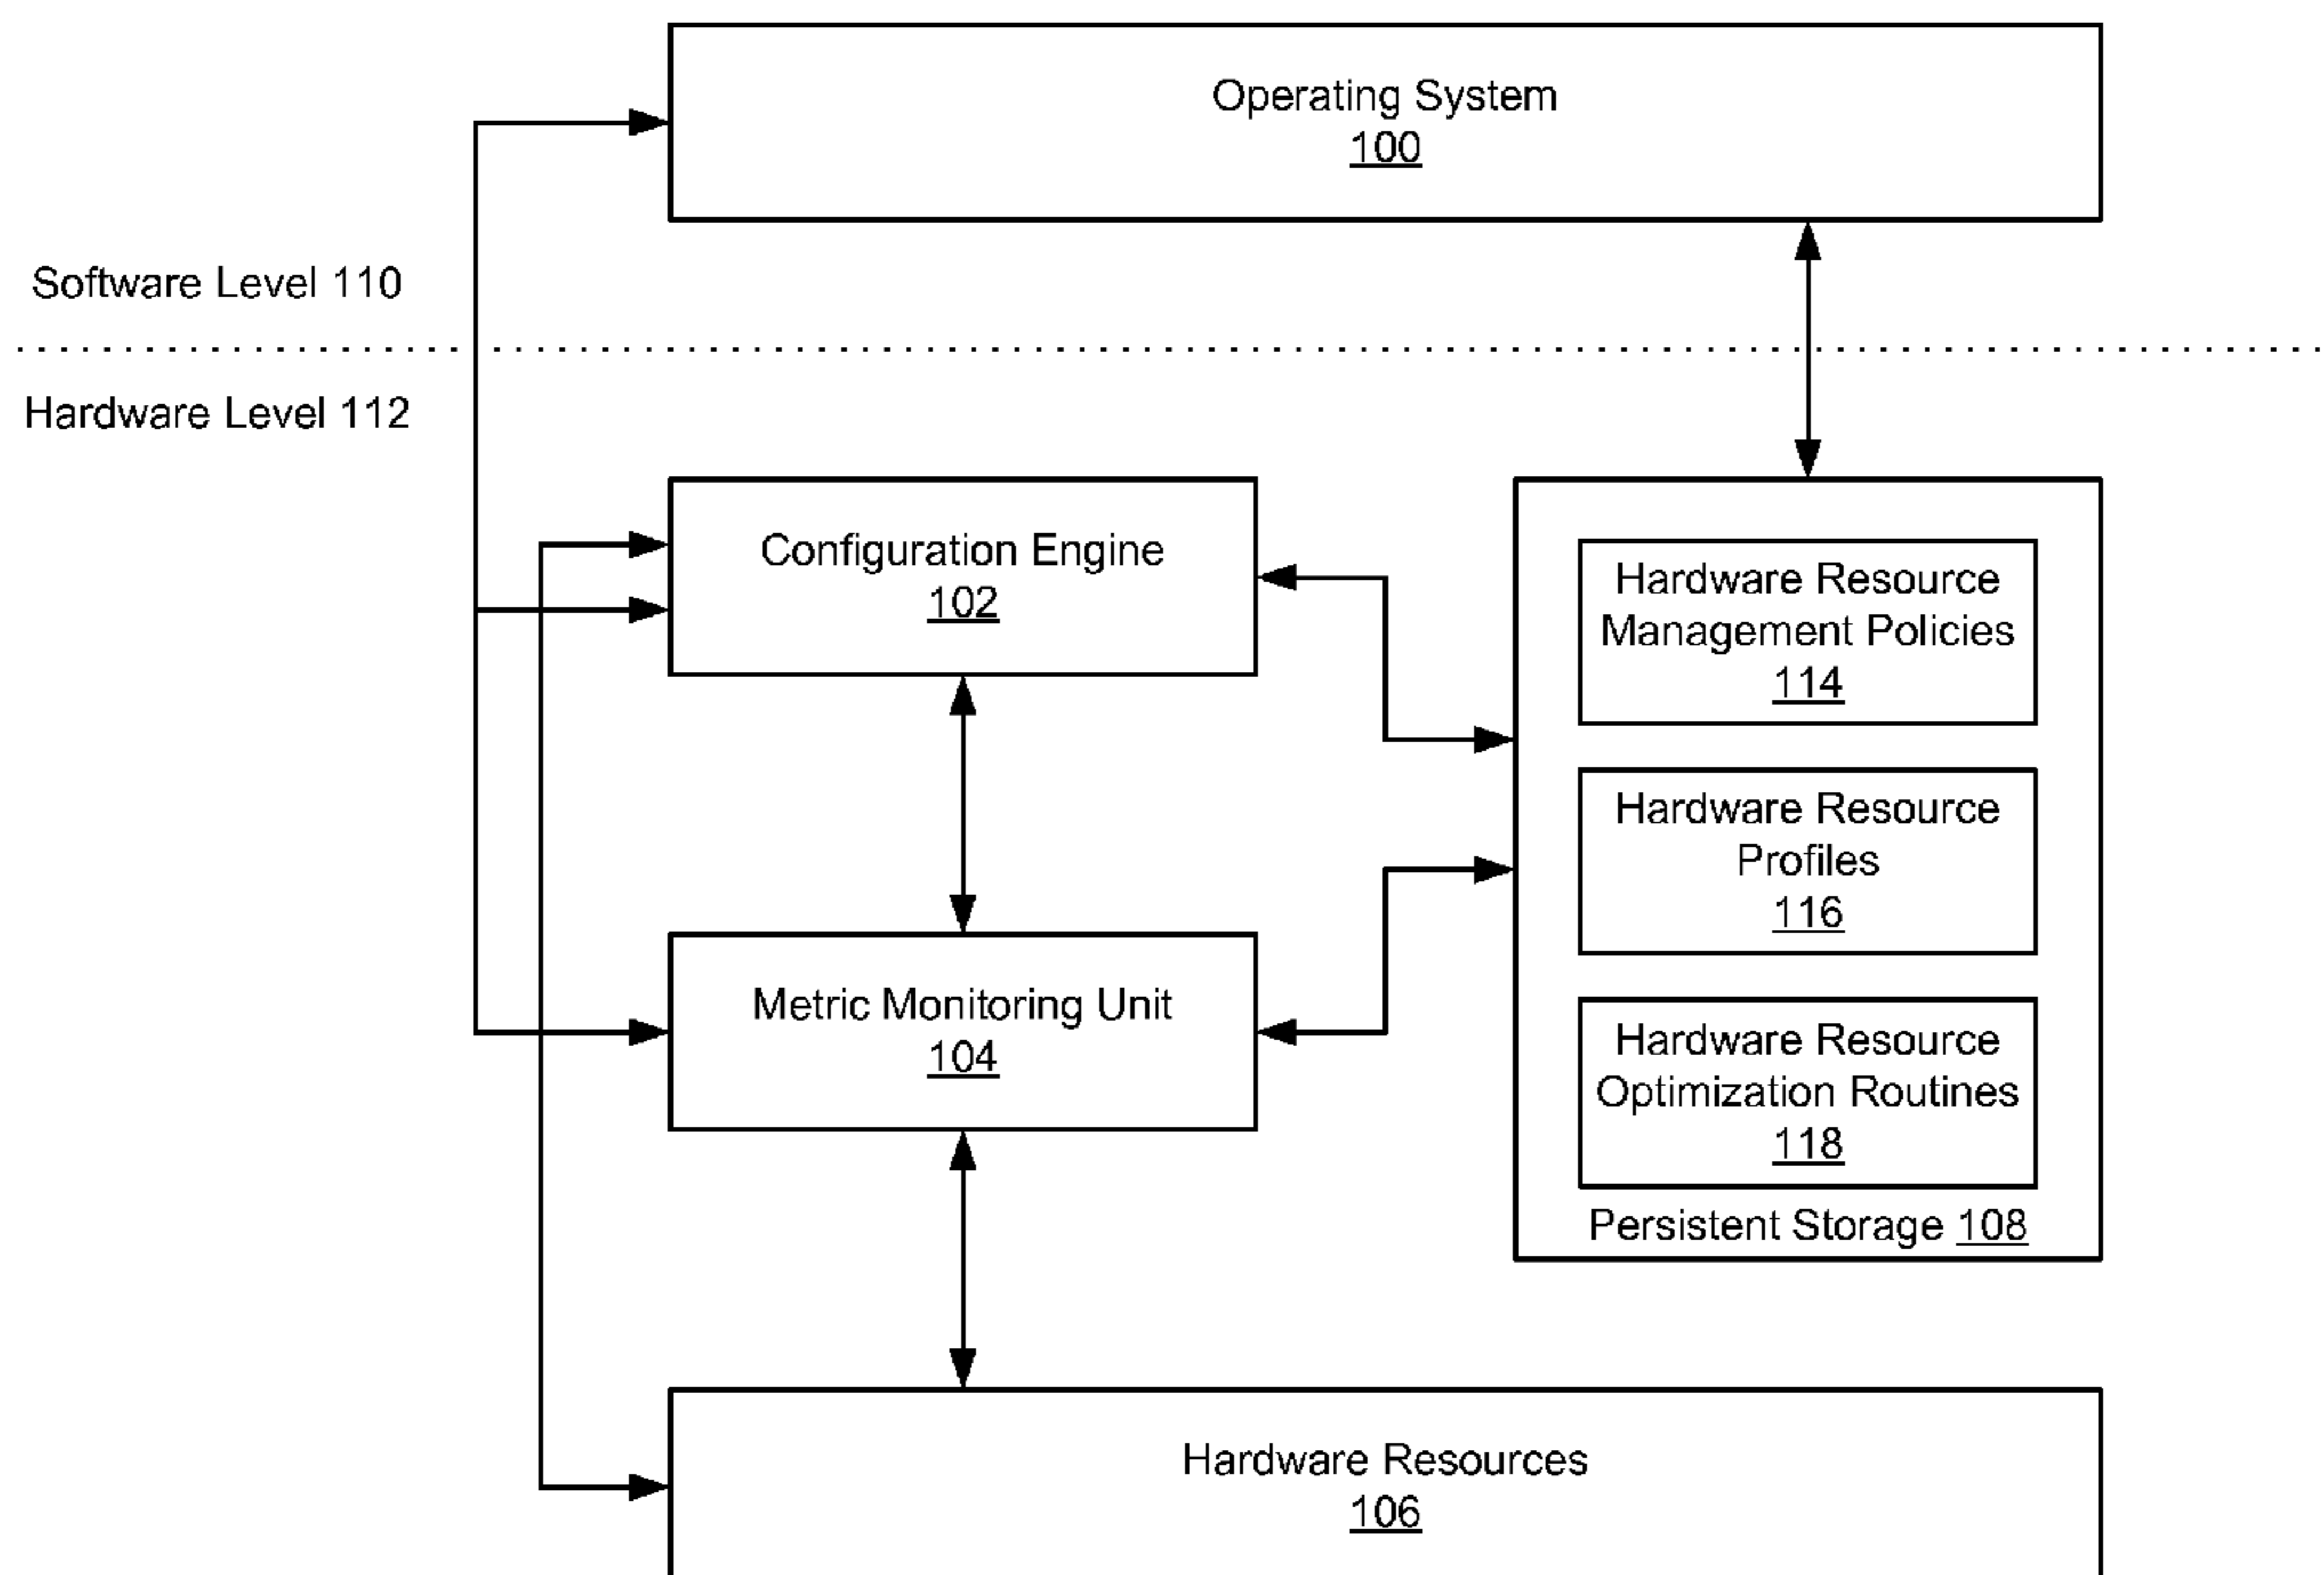 Operating System
100
Software Level 110
Hardware Level 112
Configuration Engine
102
Hardware Resource
Management Policies
114
Hardware Resource
Profiles
116
Metric Monitoring Unit
104
Hardware Resource
Optimization Routines
118
Persistent Storage 108
Hardware Resources
106